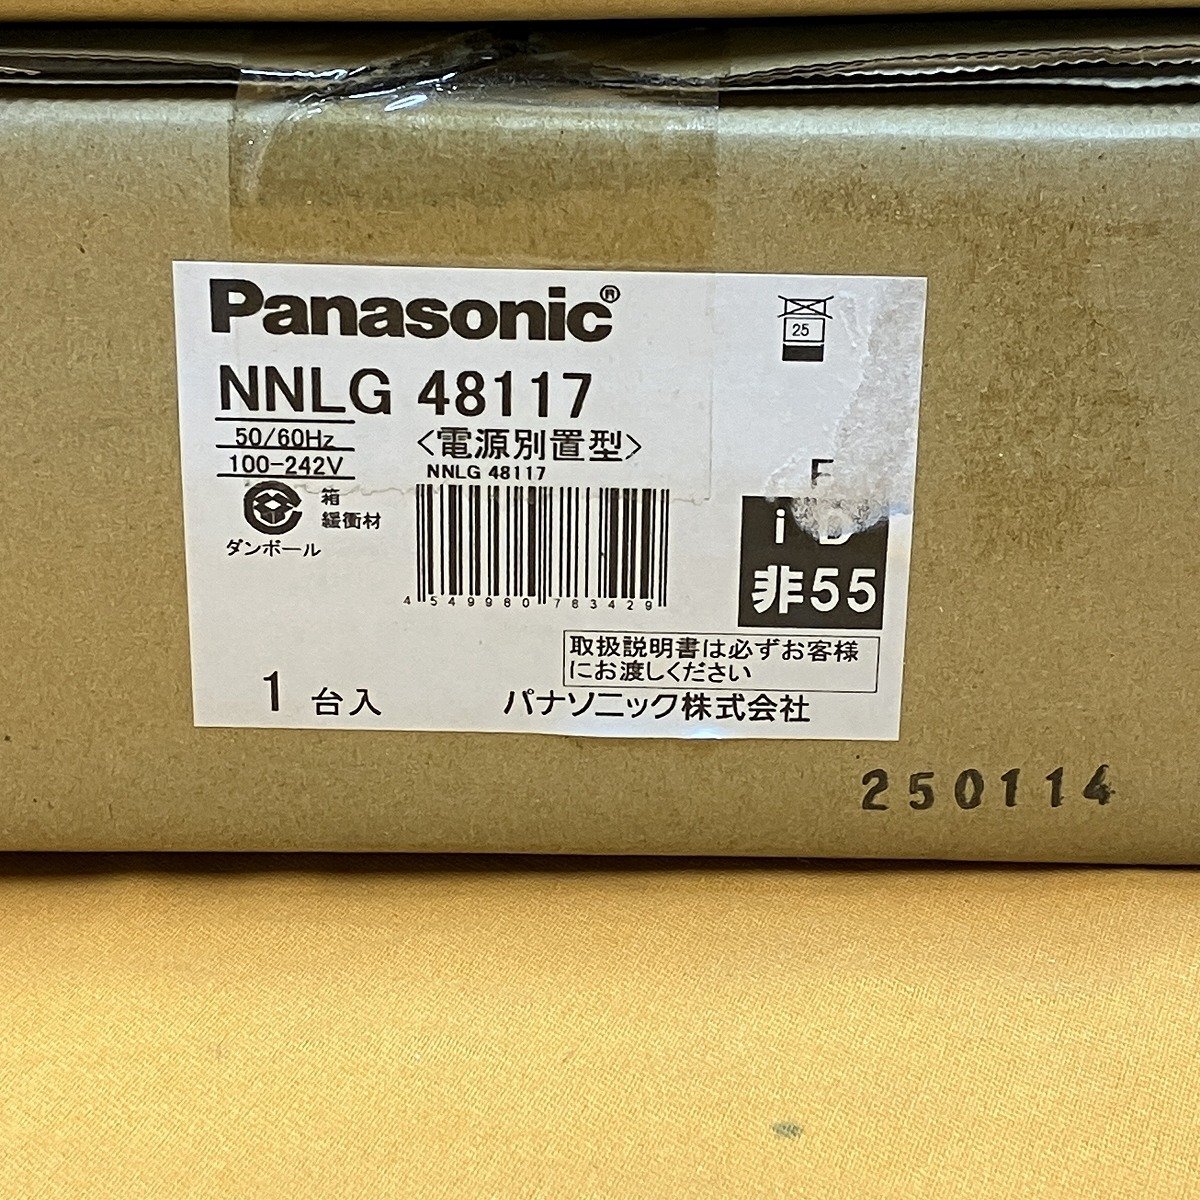 Panasonic®
25
NNLG 48117
50/60Hz
100-242V
<電源別置型>
NNLG 48117
箱
緩衝材
ダンボール
4 549980 783429
E
i D
非55
取扱説明書は必ずお客様
にお渡しください
1 台入
パナソニック株式会社
250114